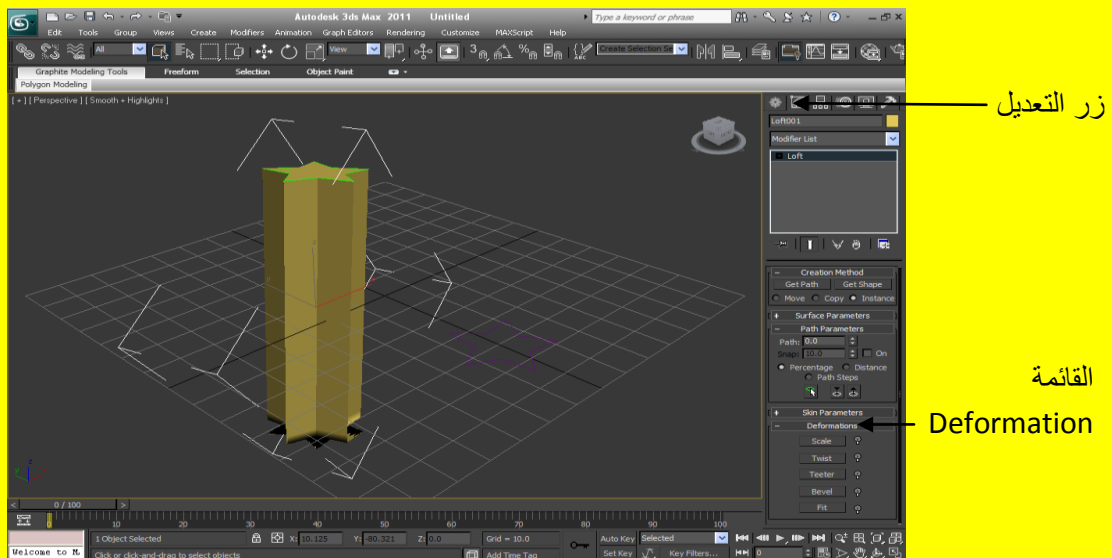 Autodesk 3ds Max 2011 Untitled
Type a keyword or phrase
Edit Tools Group Views Create Modifiers Animation Graph Editors Rendering Customize MAXScript Help
All View Create Selection Se
Graphite Modeling Tools Freeform Selection Object Paint
Polygon Modeling
[ + ] [ Perspective ] [ Smooth + Highlights ]
زر التعديل
Loft001
Modifier List
Loft
Creation Method
Get Path Get Shape
Move Copy Instance
+ Surface Parameters
- Path Parameters
Path: 0.0
Snap: 10.0 On
Percentage Distance
Path Steps
القائمة
+ Skin Parameters
Deformation
- Deformations
Scale
Twist
Teeter
Bevel
Fit
< 0 / 100 >
0 10 20 30 40 50 60 70 80 90 100
1 Object Selected X: 10.125 Y: -80.321 Z: 0.0 Grid = 10.0 Auto Key Selected
Welcome to M Click or click-and-drag to select objects Add Time Tag Set Key Key Filters... 0